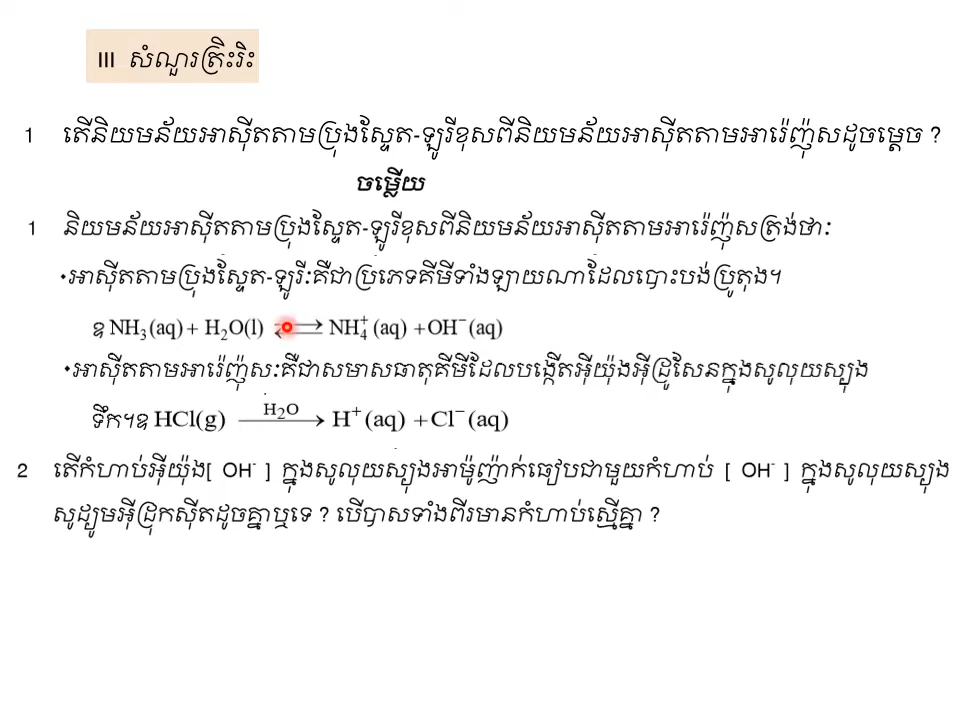 III សំណួរត្រិះរិះ
1 តើនិយមន័យអាស៊ីតតាមប្រុងស្តែត-ឡូរីខុសពីនិយមន័យអាស៊ីតតាមអារ៉េញ៉ុសដូចម្តេច ?
ចម្លើយ
1 និយមន័យអាស៊ីតតាមប្រុងស្តែត-ឡូរីខុសពីនិយមន័យអាស៊ីតតាមអារ៉េញ៉ុសត្រង់ថាៈ
•អាស៊ីតតាមប្រុងស្តែត-ឡូរីៈគឺជាប្រភេទគីមីទាំងឡាយណាដែលបោះបង់ប្រូតុង។
ឧ NH₃(aq) + H₂O(l) ⇌ NH₄⁺(aq) + OH⁻(aq)
•អាស៊ីតតាមអារ៉េញ៉ុសៈគឺជាសមាសធាតុគីមីដែលបង្កើតអ៊ីយ៉ុងអ៊ីដ្រូសែនក្នុងសូលុយស្យុង
ទឹក។ឧ HCl(g) —H₂O→ H⁺(aq) + Cl⁻(aq)
2 តើកំហាប់អ៊ីយ៉ុង[ OH⁻ ] ក្នុងសូលុយស្យុងអាម៉ូញ៉ាក់ធៀបជាមួយកំហាប់ [ OH⁻ ] ក្នុងសូលុយស្យុង
សូដ្យូមអ៊ីដ្រុកស៊ីតដូចគ្នាឬទេ ? បើបាសទាំងពីរមានកំហាប់ស្មើគ្នា ?